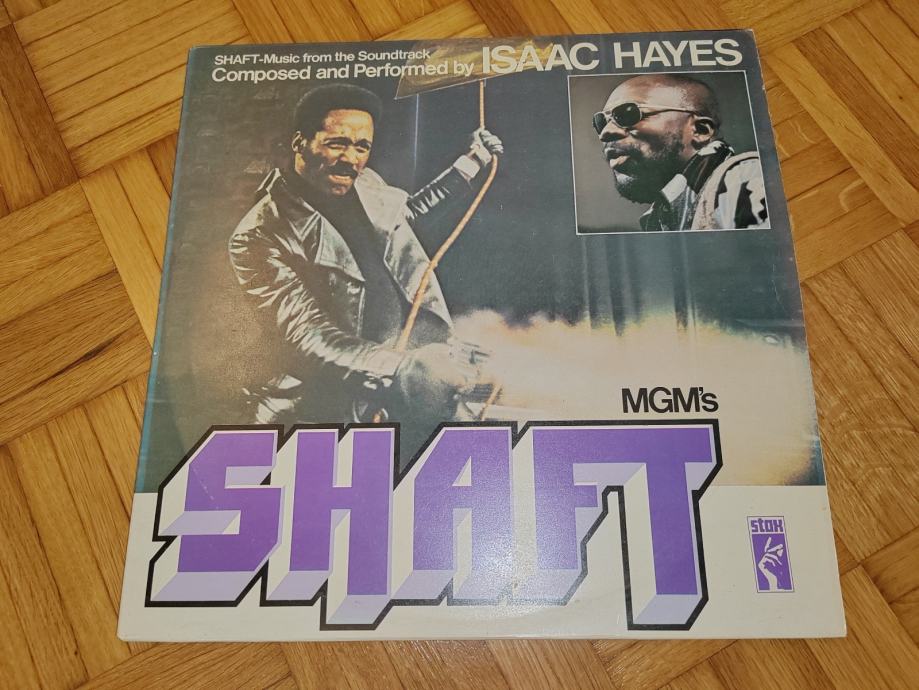 SHAFT-Music from the Soundtrack
Composed and Performed by ISAAC HAYES
MGM's
SHAFT
stax